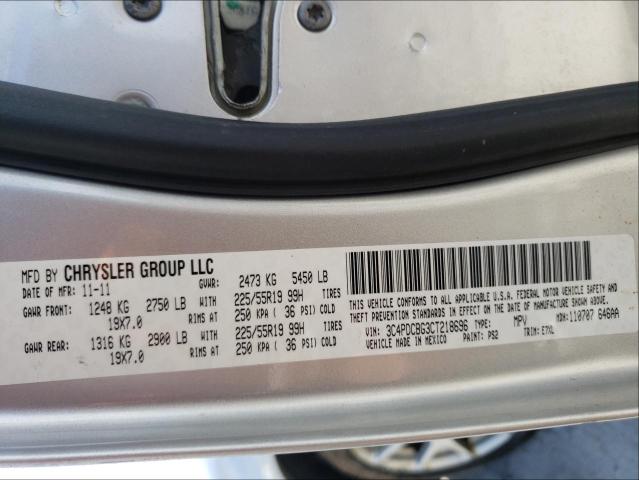 MFD BY CHRYSLER GROUP LLC
DATE OF MFR: 11-11 GVWR: 2473 KG 5450 LB
GAWR FRONT: 1248 KG 2750 LB WITH 225/55R19 99H TIRES
19X7.0 RIMS AT 250 KPA ( 36 PSI) COLD
GAWR REAR: 1316 KG 2900 LB WITH 225/55R19 99H TIRES
19X7.0 RIMS AT 250 KPA ( 36 PSI) COLD
THIS VEHICLE CONFORMS TO ALL APPLICABLE U.S.A. FEDERAL MOTOR VEHICLE SAFETY AND
THEFT PREVENTION STANDARDS IN EFFECT ON THE DATE OF MANUFACTURE SHOWN ABOVE
VIN: 3C4PDCBG3CT218696 TYPE: MPV MDH: 110707 646AA
VEHICLE MADE IN MEXICO PAINT: PS2 TRIM: